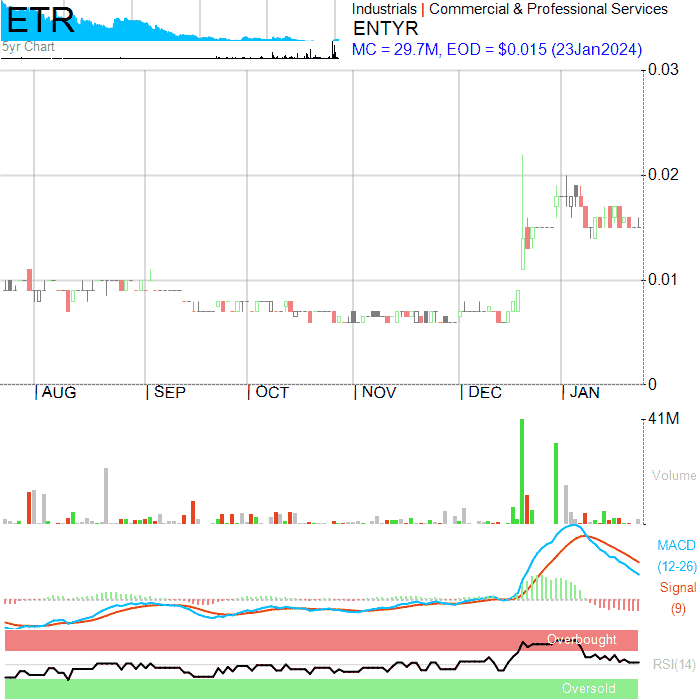 ETR
5yr Chart
Industrials | Commercial & Professional Services
ENTYR
MC = 29.7M, EOD = $0.015 (23Jan2024)
0.03
0.02
0.01
0
AUG SEP OCT NOV DEC JAN
41M
Volume
MACD
(12-26)
Signal
(9)
Overbought
RSI(14)
Oversold